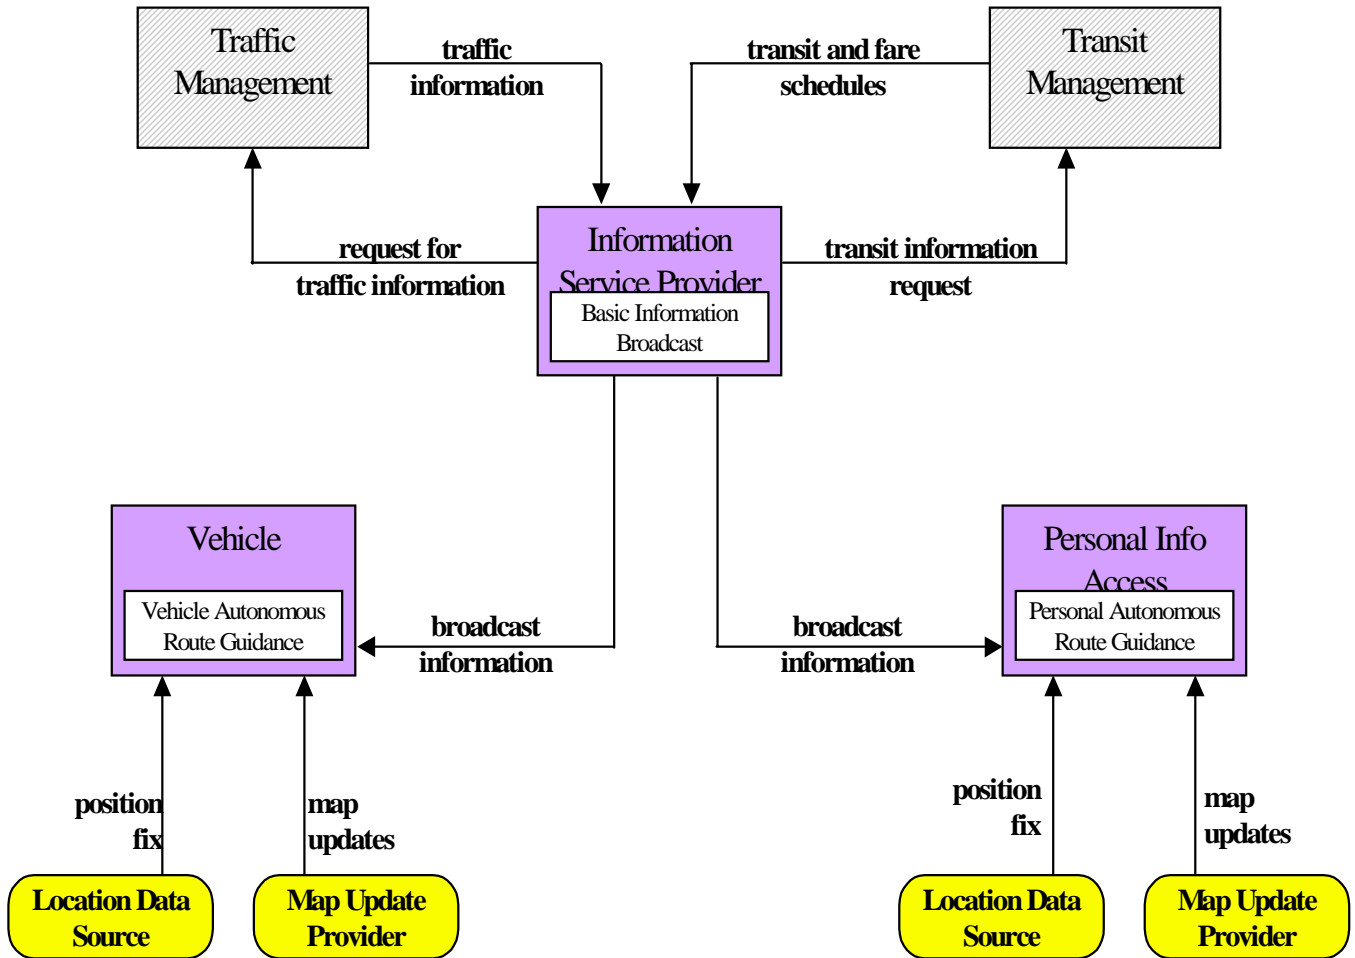 Traffic
Management
traffic
information
transit and fare
schedules
Transit
Management
request for
traffic information
Information
Service Provider
Basic Information
Broadcast
transit information
request
Vehicle
Vehicle Autonomous
Route Guidance
broadcast
information
broadcast
information
Personal Info
Access
Personal Autonomous
Route Guidance
position
fix
map
updates
position
fix
map
updates
Location Data
Source
Map Update
Provider
Location Data
Source
Map Update
Provider